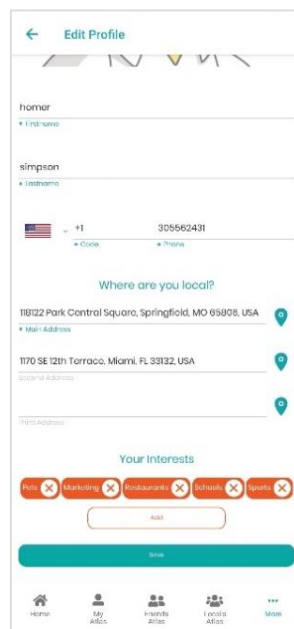 Edit Profile
homer
* Firstname
simpson
* Lastname
+1 305562431
* Code * Phone
Where are you local?
118122 Park Central Square, Springfield, MO 65806, USA
* Main Address
1170 SE 12th Terrace, Miami, FL 33132, USA
Second Address
Third Address
Your Interests
Pets Marketing Restaurants Schools Sports
Add
Save
Home My Atlas Friends Atlas Locals Atlas More